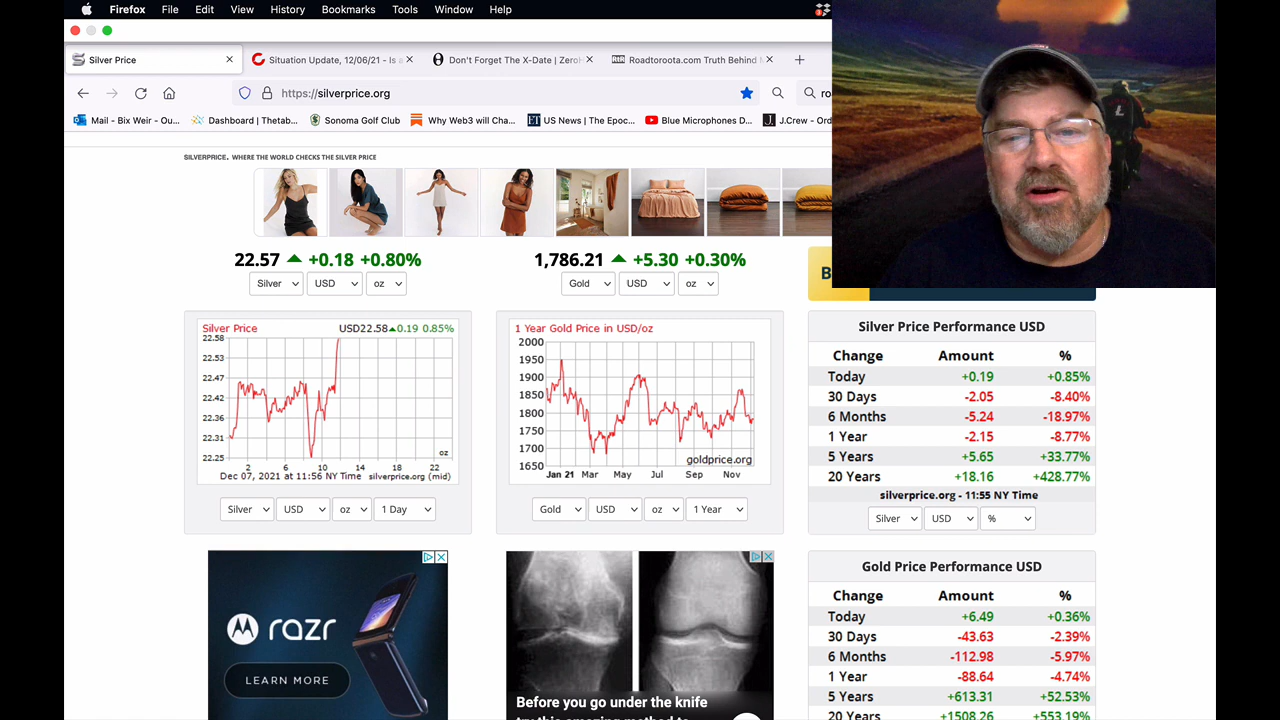 Firefox File Edit View History Bookmarks Tools Window Help
Silver Price
Situation Update, 12/06/21 - Is a
Don't Forget The X-Date | Zero
Roadtoroota.com Truth Behind
https://silverprice.org
ro
Mail - Bix Weir - Ou...
Dashboard | Thetab...
Sonoma Golf Club
Why Web3 will Cha...
US News | The Epoc...
Blue Microphones D...
J.Crew - Ord
SILVERPRICE. WHERE THE WORLD CHECKS THE SILVER PRICE
22.57 +0.18 +0.80%
Silver USD oz
1,786.21 +5.30 +0.30%
Gold USD oz
B
Silver Price USD22.58 0.19 0.85%
22.58
22.53
22.47
22.42
22.36
22.31
22.25
oz
2 6 10 14 18 22
Dec 07, 2021 at 11:56 NY Time silverprice.org (mid)
Silver USD oz 1 Day
1 Year Gold Price in USD/oz
2000
1950
1900
1850
1800
1750
1700
1650
goldprice.org
Jan 21 Mar May Jul Sep Nov
Gold USD oz 1 Year
Silver Price Performance USD
Change Amount %
Today +0.19 +0.85%
30 Days -2.05 -8.40%
6 Months -5.24 -18.97%
1 Year -2.15 -8.77%
5 Years +5.65 +33.77%
20 Years +18.16 +428.77%
silverprice.org - 11:55 NY Time
Silver USD %
razr
LEARN MORE
Before you go under the knife
try this amazing method to
Gold Price Performance USD
Change Amount %
Today +6.49 +0.36%
30 Days -43.63 -2.39%
6 Months -112.98 -5.97%
1 Year -88.64 -4.74%
5 Years +613.31 +52.53%
20 Years +1508.26 +553.19%